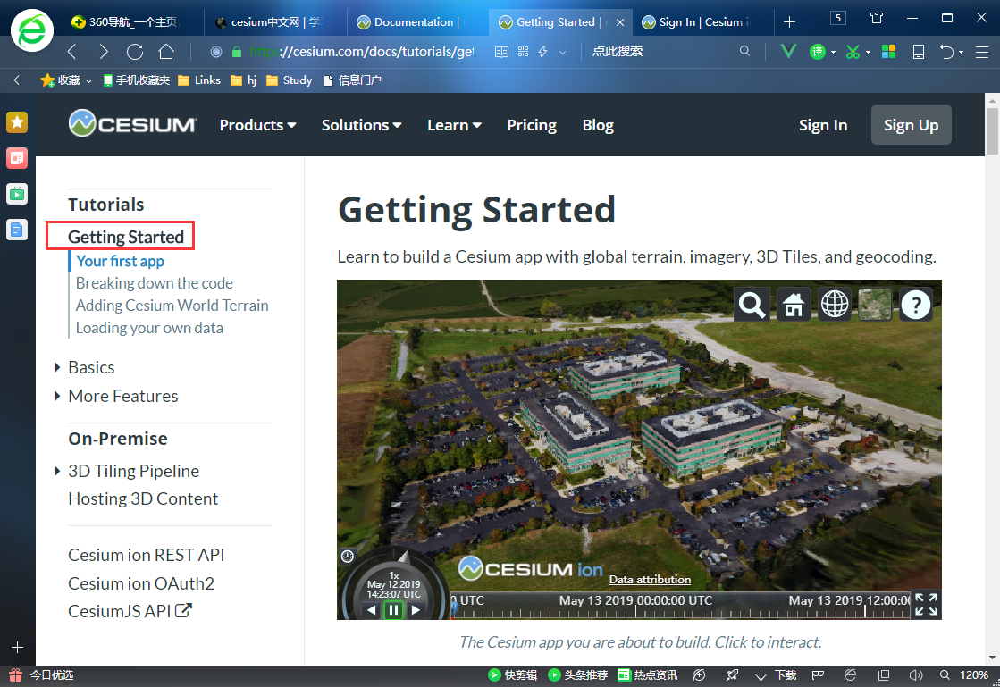 360导航_一个主页
cesium中文网 | 学
Documentation |
Getting Started |
Sign In | Cesium
5
https://cesium.com/docs/tutorials/get
点此搜索
收藏
手机收藏夹
Links
hj
Study
信息门户
CESIUM
Products
Solutions
Learn
Pricing
Blog
Sign In
Sign Up
Tutorials
Getting Started
Your first app
Breaking down the code
Adding Cesium World Terrain
Loading your own data
Basics
More Features
On-Premise
3D Tiling Pipeline
Hosting 3D Content
Cesium ion REST API
Cesium ion OAuth2
CesiumJS API
Getting Started
Learn to build a Cesium app with global terrain, imagery, 3D Tiles, and geocoding.
?
CESIUM ion
Data attribution
1x
May 12 2019
14:23:07 UTC
0 UTC
May 13 2019 00:00:00 UTC
May 13 2019 12:00:00
The Cesium app you are about to build. Click to interact.
今日优选
快剪辑
头条推荐
热点资讯
下载
120%